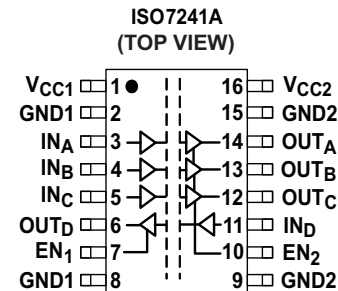 ISO7241A
(TOP VIEW)
VCC1 1 16 VCC2
GND1 2 15 GND2
INA 3 14 OUTA
INB 4 13 OUTB
INC 5 12 OUTC
OUTD 6 11 IND
EN1 7 10 EN2
GND1 8 9 GND2